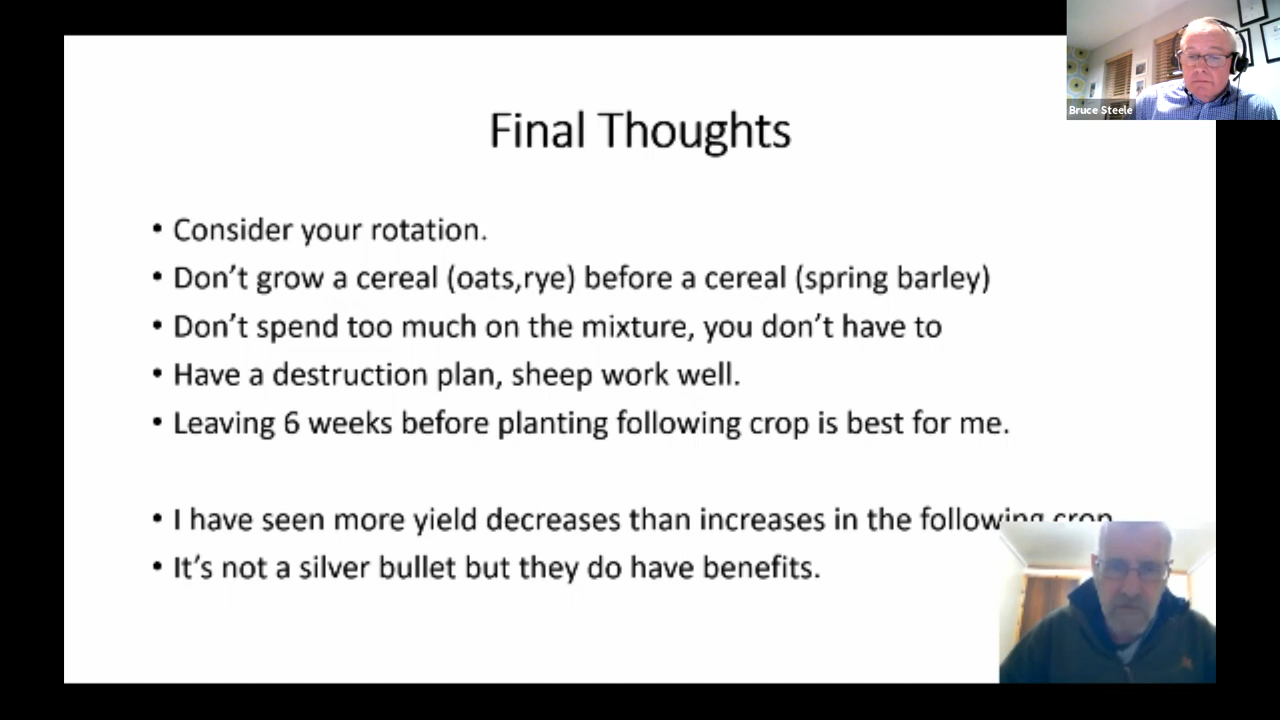 Bruce Steele
Final Thoughts
• Consider your rotation.
• Don't grow a cereal (oats,rye) before a cereal (spring barley)
• Don't spend too much on the mixture, you don't have to
• Have a destruction plan, sheep work well.
• Leaving 6 weeks before planting following crop is best for me.
• I have seen more yield decreases than increases in the following crop
• It's not a silver bullet but they do have benefits.